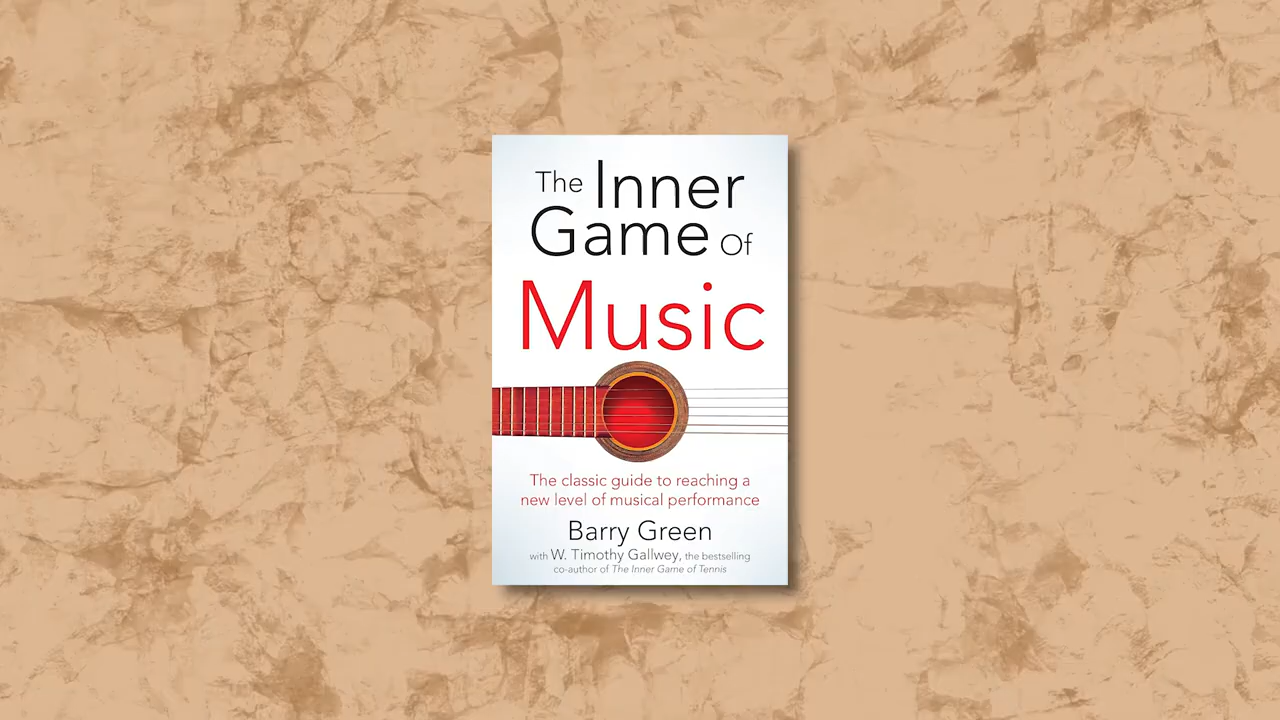 The Inner
Game Of
Music
The classic guide to reaching a
new level of musical performance
Barry Green
with W. Timothy Gallwey, the bestselling
co-author of The Inner Game of Tennis